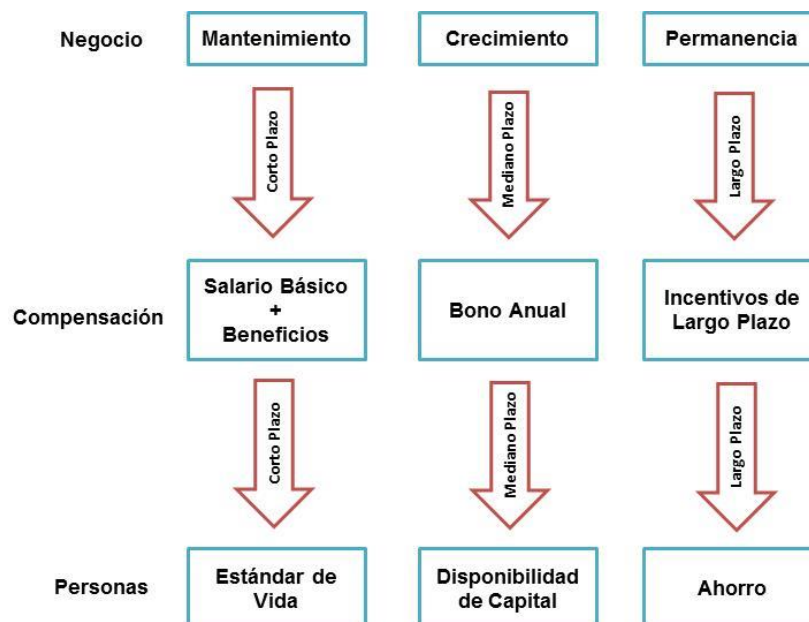 Negocio
Mantenimiento
Crecimiento
Permanencia
Corto Plazo
Mediano Plazo
Largo Plazo
Compensación
Salario Básico
+
Beneficios
Bono Anual
Incentivos de
Largo Plazo
Corto Plazo
Mediano Plazo
Largo Plazo
Personas
Estándar de
Vida
Disponibilidad
de Capital
Ahorro